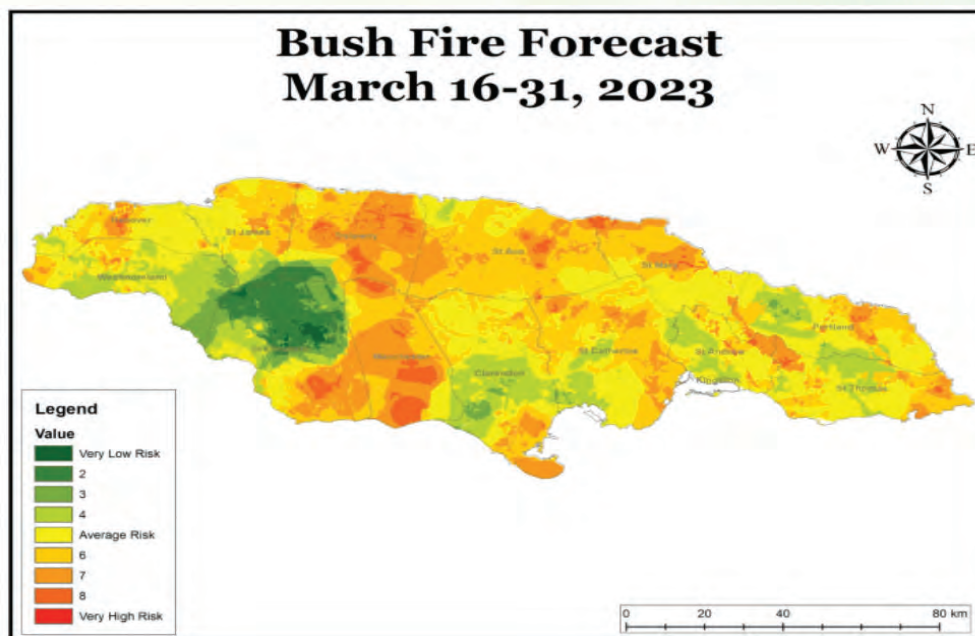 Bush Fire Forecast
March 16-31, 2023
N
W E
S
Hanover
St James
Trelawny
St Ann
St Mary
Westmoreland
Portland
Manchester
St Catherine
St Andrew
Clarendon
Kingston
St Thomas
Legend
Value
Very Low Risk
2
3
4
Average Risk
6
7
8
Very High Risk
0 20 40 80 km